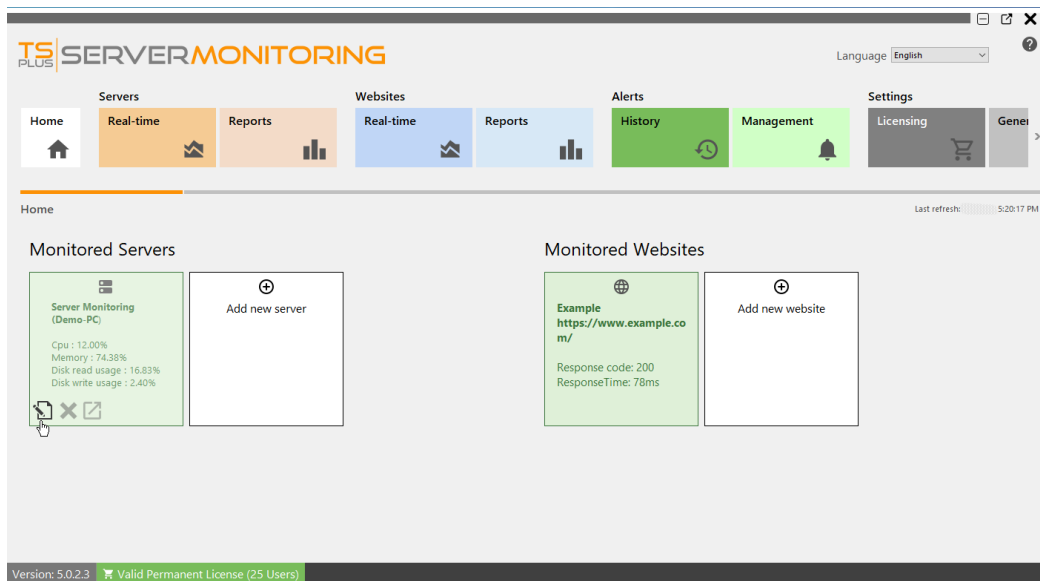 TS PLUS SERVERMONITORING
Language English
Servers
Websites
Alerts
Settings
Home
Real-time
Reports
Real-time
Reports
History
Management
Licensing
Gener
Home
Last refresh: 5:20:17 PM
Monitored Servers
Monitored Websites
Server Monitoring
(Demo-PC)
Cpu : 12.00%
Memory : 74.38%
Disk read usage : 16.83%
Disk write usage : 2.40%
Add new server
Example
https://www.example.co
m/
Response code: 200
ResponseTime: 78ms
Add new website
Version: 5.0.2.3
Valid Permanent License (25 Users)